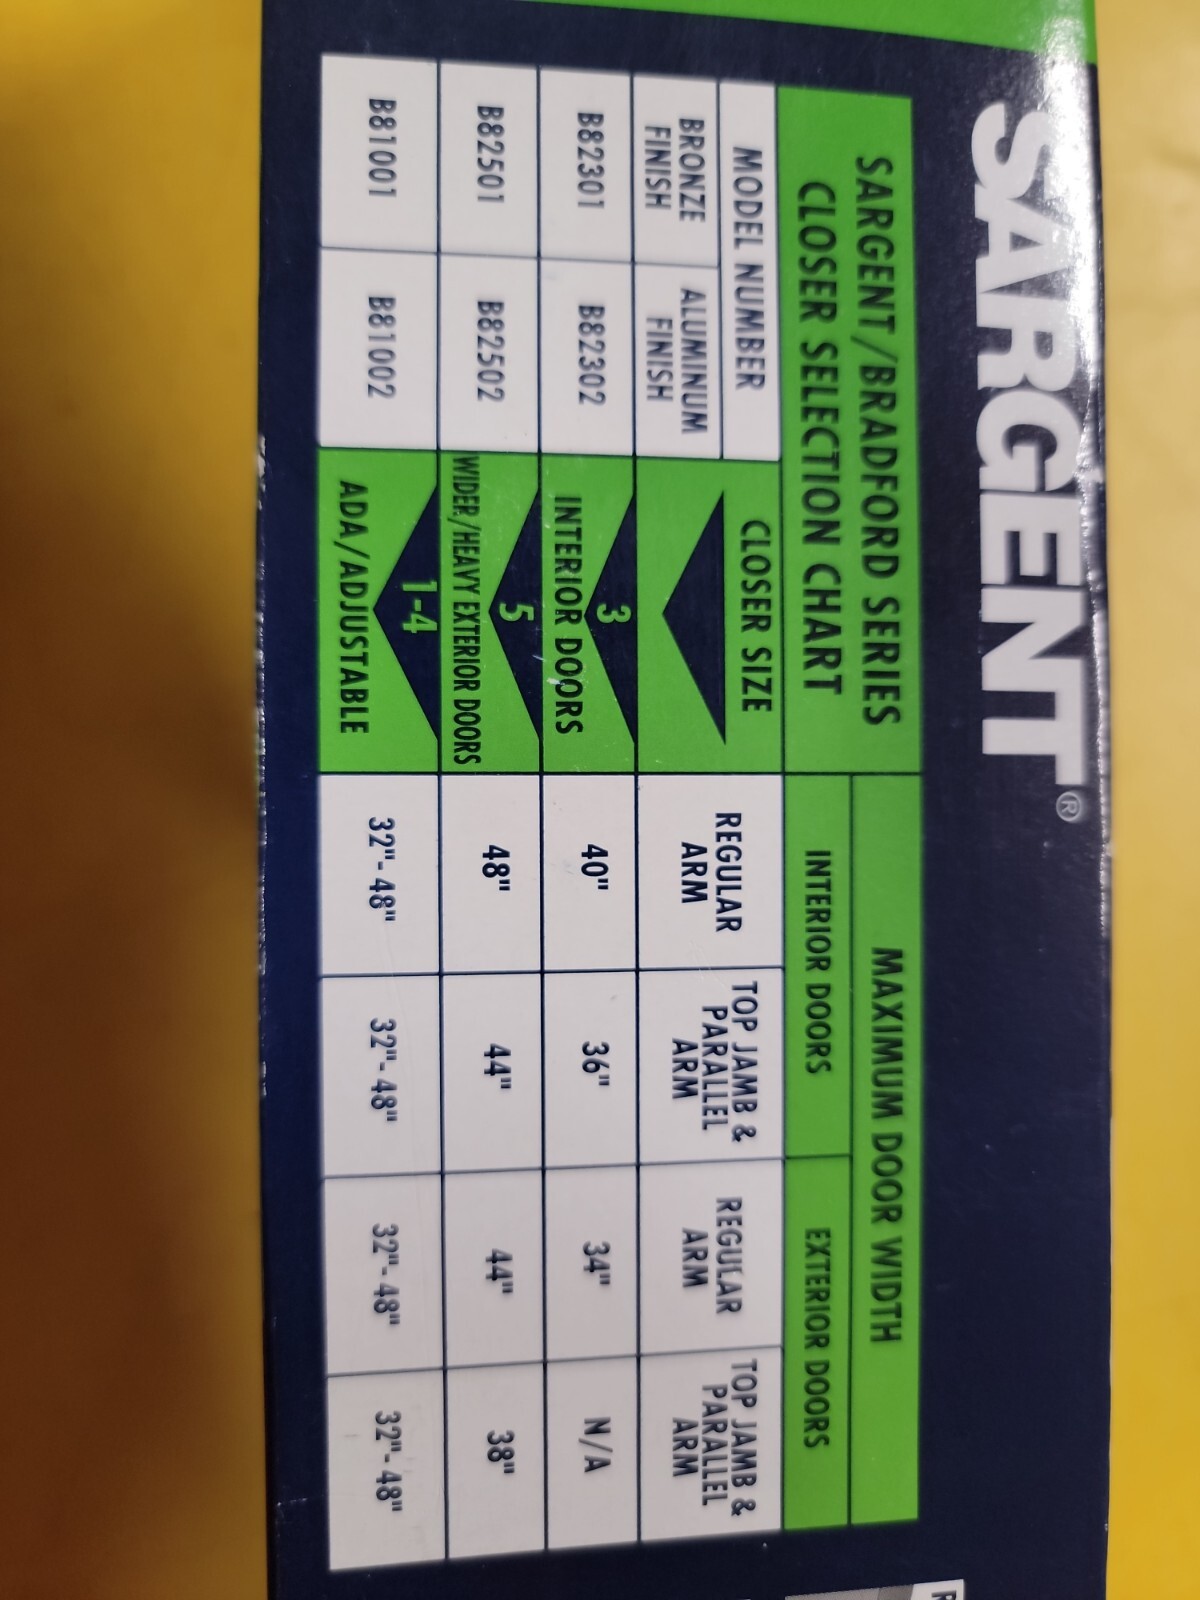 SARGENT®
SARGENT/BRADFORD SERIES
CLOSER SELECTION CHART
MAXIMUM DOOR WIDTH
INTERIOR DOORS
EXTERIOR DOORS
MODEL NUMBER
CLOSER SIZE
REGULAR
ARM
TOP JAMB &
PARALLEL
ARM
REGULAR
ARM
TOP JAMB &
PARALLEL
ARM
BRONZE
FINISH
ALUMINUM
FINISH
B82301 B82302 3 40" 36" 34" N/A
INTERIOR DOORS
B82501 B82502 5 48" 44" 44" 38"
WIDER/HEAVY EXTERIOR DOORS
B81001 B81002 1-4 32"-48" 32"-48" 32"-48" 32"-48"
ADA/ADJUSTABLE